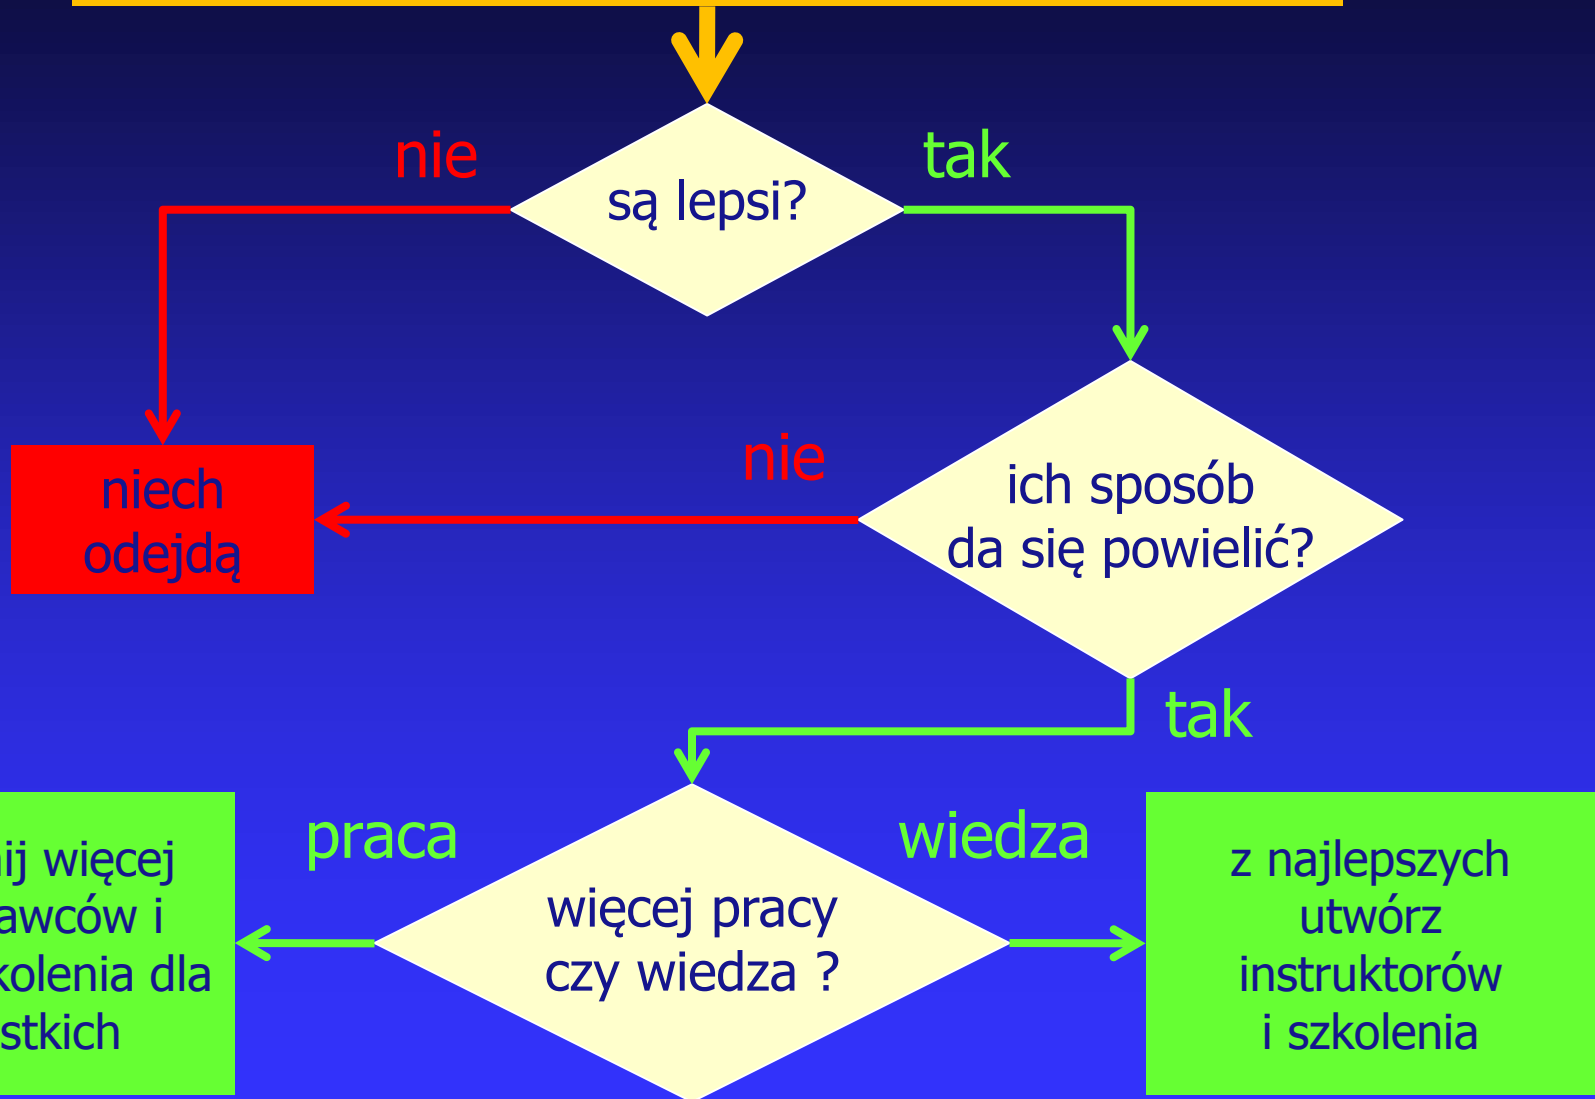 nie
tak
są lepsi?
niech
odejdą
nie
ich sposób
da się powielić?
tak
praca
wiedza
więcej
i
dla
więcej pracy
czy wiedza ?
z najlepszych
utwórz
instruktorów
i szkolenia